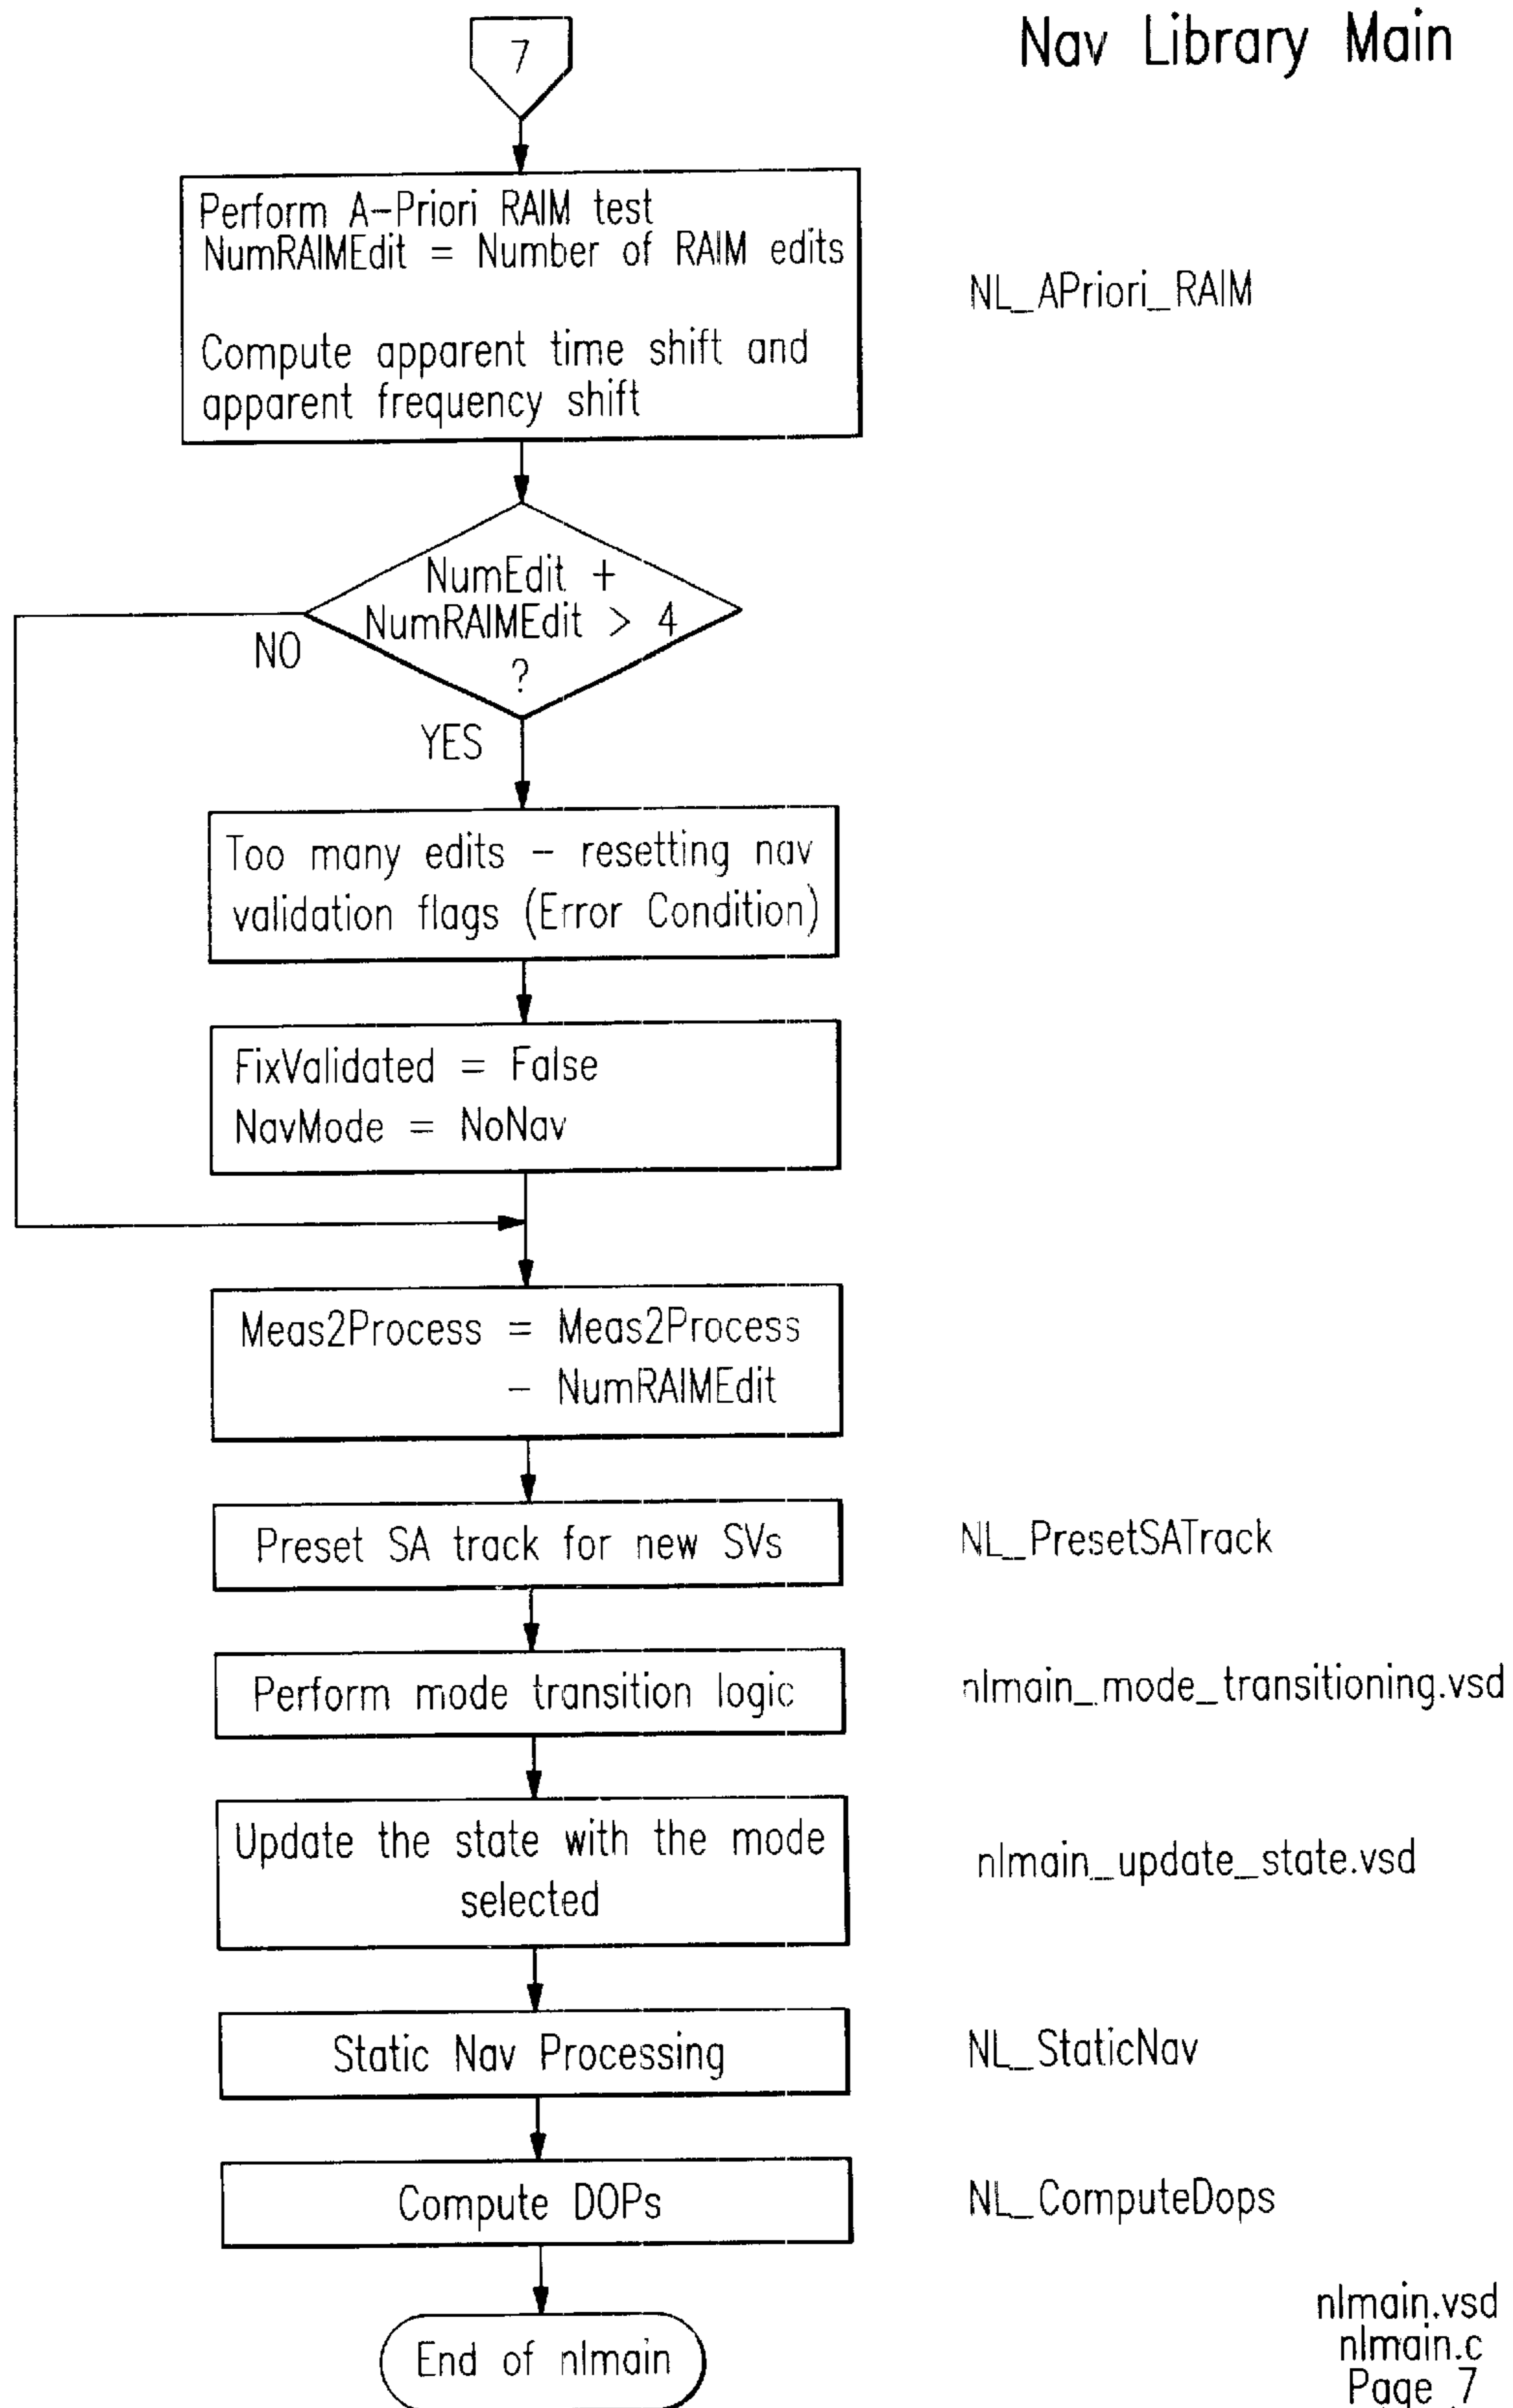 Nav Library Main
7
Perform A-Priori RAIM test
NumRAIMEdit = Number of RAIM edits
Compute apparent time shift and
apparent frequency shift
NL_APriori_RAIM
NumEdit +
NumRAIMEdit > 4
?
NO
YES
Too many edits - resetting nav
validation flags (Error Condition)
FixValidated = False
NavMode = NoNav
Meas2Process = Meas2Process
- NumRAIMEdit
Preset SA track for new SVs
NL_PresetSATrack
Perform mode transition logic
nlmain_mode_transitioning.vsd
Update the state with the mode
selected
nlmain_update_state.vsd
Static Nav Processing
NL_StaticNav
Compute DOPs
NL_ComputeDops
End of nlmain
nlmain.vsd
nlmain.c
Page 7